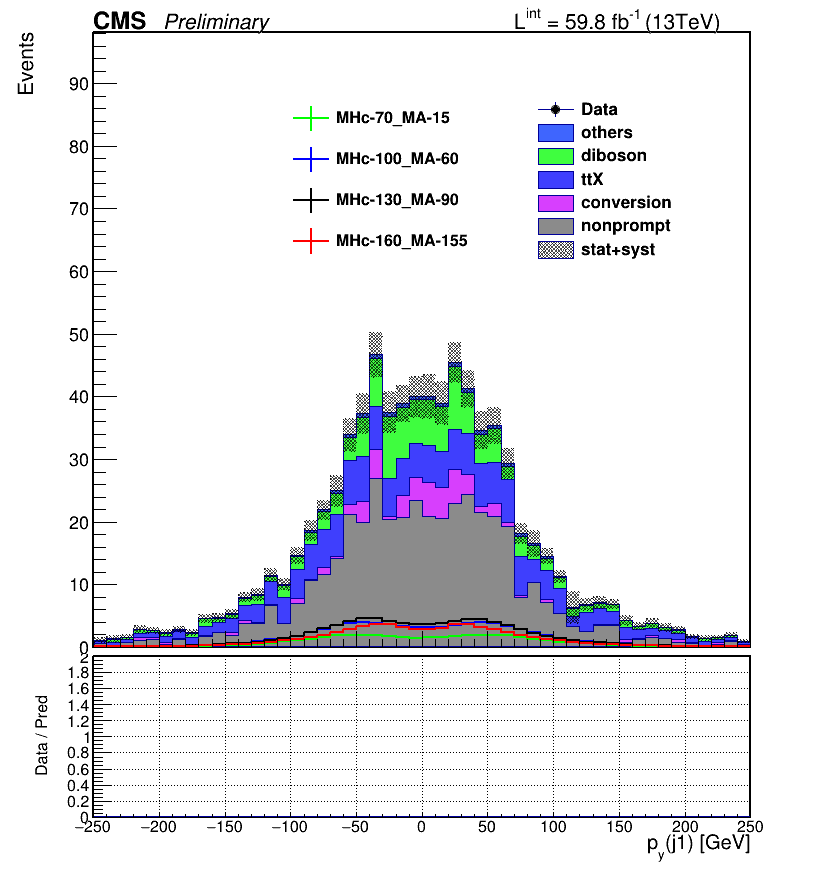 CMS Preliminary L^int = 59.8 fb^-1 (13TeV)
Events
90
80
70
60
50
40
30
20
10
0
MHc-70_MA-15
MHc-100_MA-60
MHc-130_MA-90
MHc-160_MA-155
Data
others
diboson
ttX
conversion
nonprompt
stat+syst
Data / Pred
2
1.8
1.6
1.4
1.2
1
0.8
0.6
0.4
0.2
0
−250 −200 −150 −100 −50 0 50 100 150 200 250
p_y(j1) [GeV]